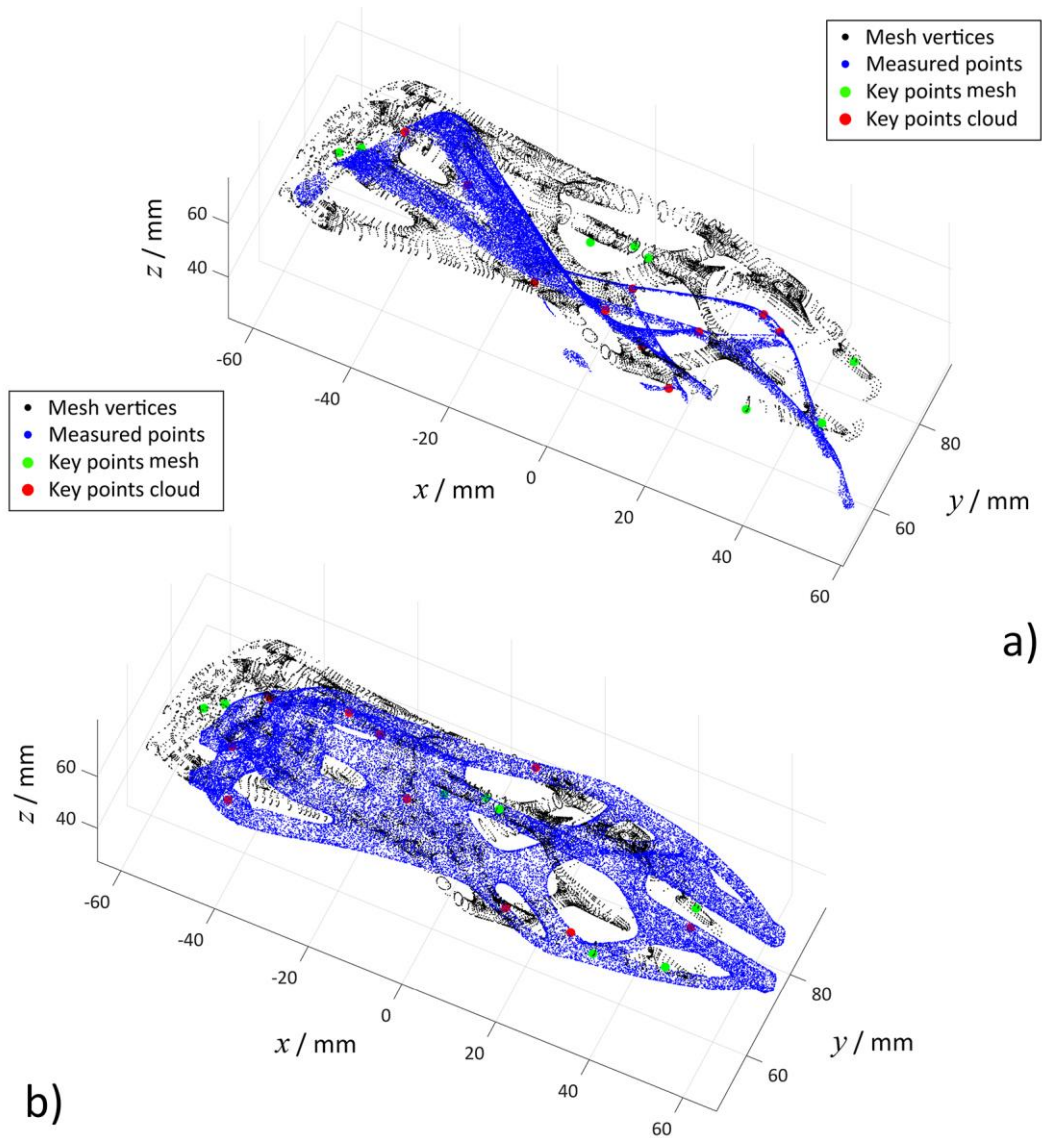 Mesh vertices
Measured points
Key points mesh
Key points cloud
z / mm
60
40
-60
-40
-20
0
20
40
60
x / mm
80
60
y / mm
a)
Mesh vertices
Measured points
Key points mesh
Key points cloud
z / mm
60
40
-60
-40
-20
0
20
40
60
x / mm
80
60
y / mm
b)